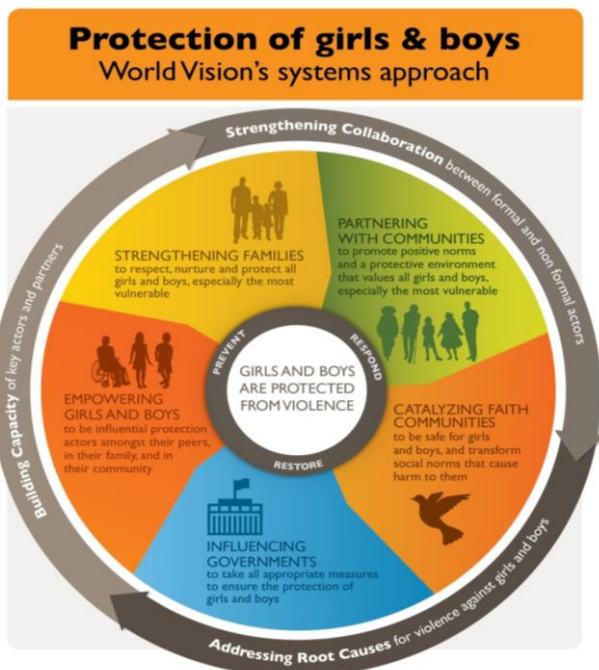 Protection of girls & boys
World Vision's systems approach
Strengthening Collaboration between formal and non formal actors
STRENGTHENING FAMILIES
to respect, nurture and protect all
girls and boys, especially the most
vulnerable
PARTNERING
WITH COMMUNITIES
to promote positive norms
and a protective environment
that values all girls and boys,
especially the most vulnerable
PREVENT
RESPOND
RESTORE
GIRLS AND BOYS
ARE PROTECTED
FROM VIOLENCE
EMPOWERING
GIRLS AND BOYS
to be influential protection
actors amongst their peers,
in their family, and in
their community
CATALYZING FAITH
COMMUNITIES
to be safe for girls
and boys, and transform
social norms that cause
harm to them
INFLUENCING
GOVERNMENTS
to take all appropriate measures
to ensure the protection of
girls and boys
Building Capacity of key actors and partners
Addressing Root Causes for violence against girls and boys